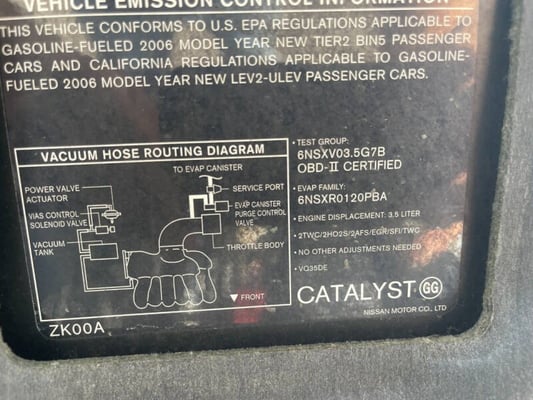 VEHICLE EMISSION CONTROL INFORMATION
THIS VEHICLE CONFORMS TO U.S. EPA REGULATIONS APPLICABLE TO
GASOLINE-FUELED 2006 MODEL YEAR NEW TIER2 BIN5 PASSENGER
CARS AND CALIFORNIA REGULATIONS APPLICABLE TO GASOLINE-
FUELED 2006 MODEL YEAR NEW LEV2-ULEV PASSENGER CARS.
VACUUM HOSE ROUTING DIAGRAM
TO EVAP CANISTER
POWER VALVE
ACTUATOR
SERVICE PORT
VIAS CONTROL
SOLENOID VALVE
EVAP CANISTER
PURGE CONTROL
VALVE
VACUUM
TANK
THROTTLE BODY
▼ FRONT
ZK00A
• TEST GROUP:
6NSXV03.5G7B
OBD-II CERTIFIED
• EVAP FAMILY:
6NSXR0120PBA
• ENGINE DISPLACEMENT: 3.5 LITER
• 2TWC/2HO2S/2AFS/EGR/SFI/TWC
• NO OTHER ADJUSTMENTS NEEDED
• VQ35DE
CATALYST GG
NISSAN MOTOR CO., LTD